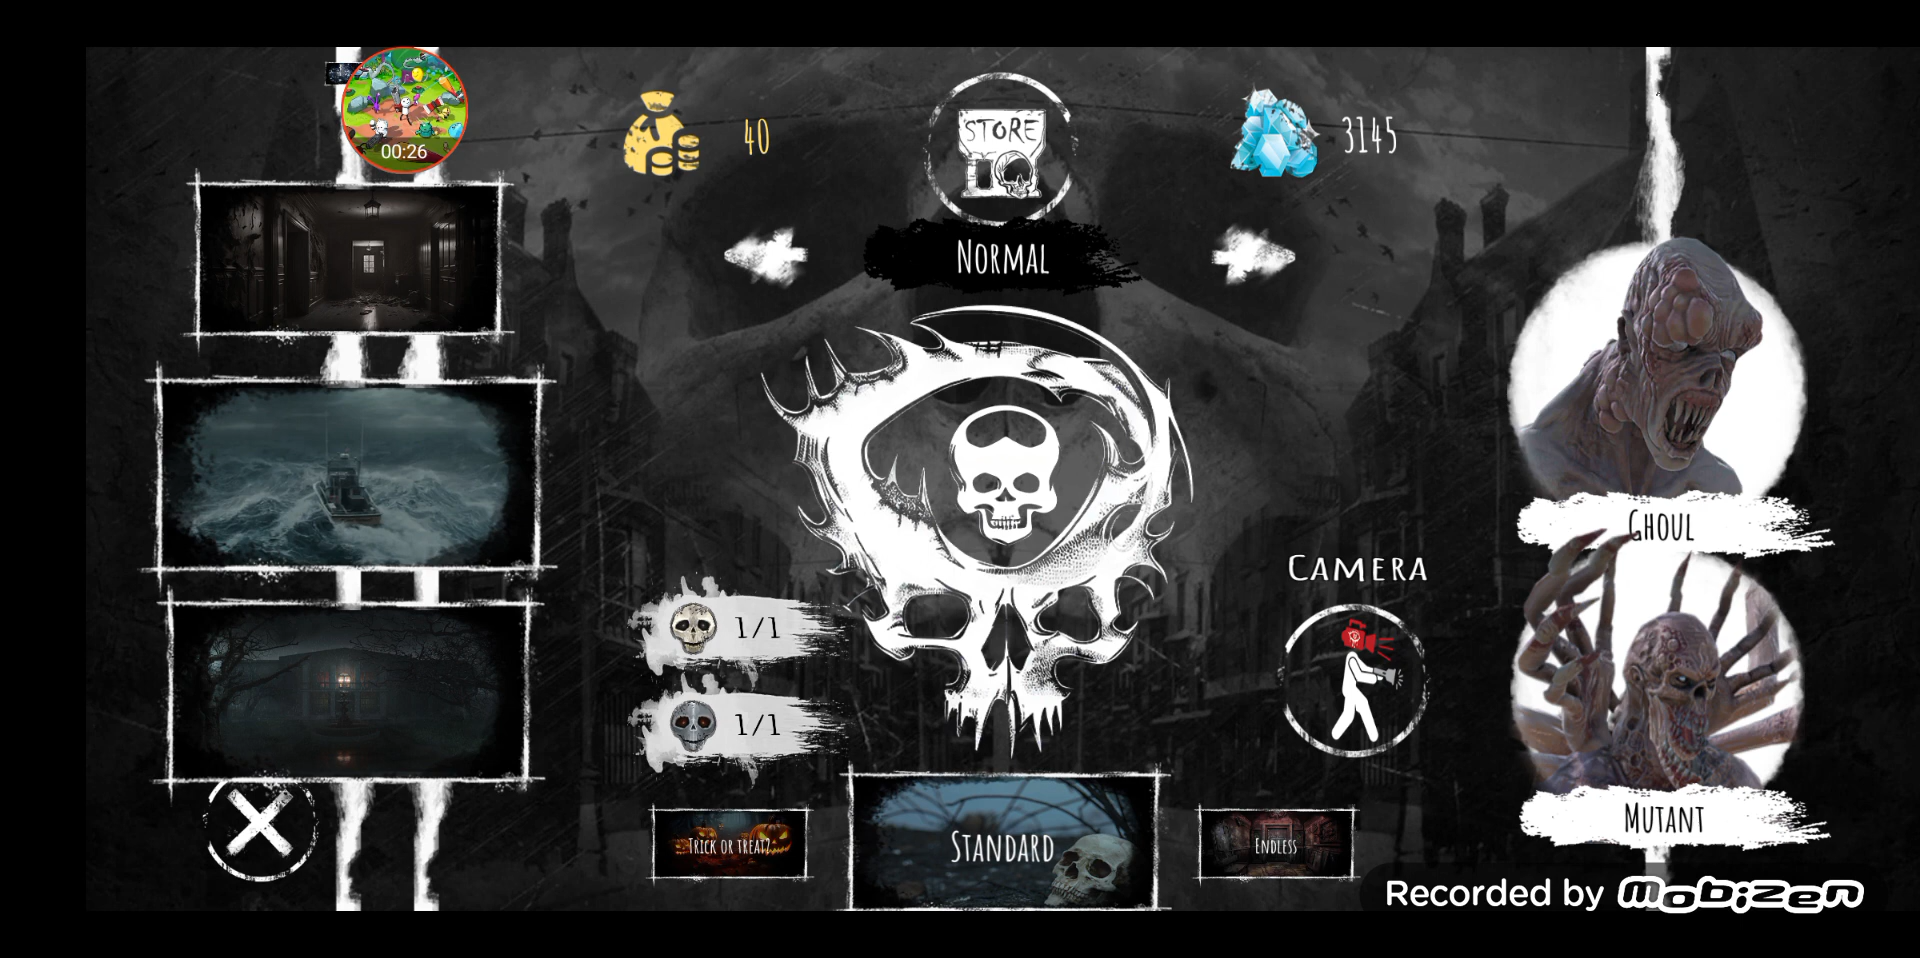 00:26
40
STORE
3145
NORMAL
CAMERA
GHOUL
1/1
1/1
MUTANT
TRICK OR TREAT?
STANDARD
ENDLESS
Recorded by mobizen